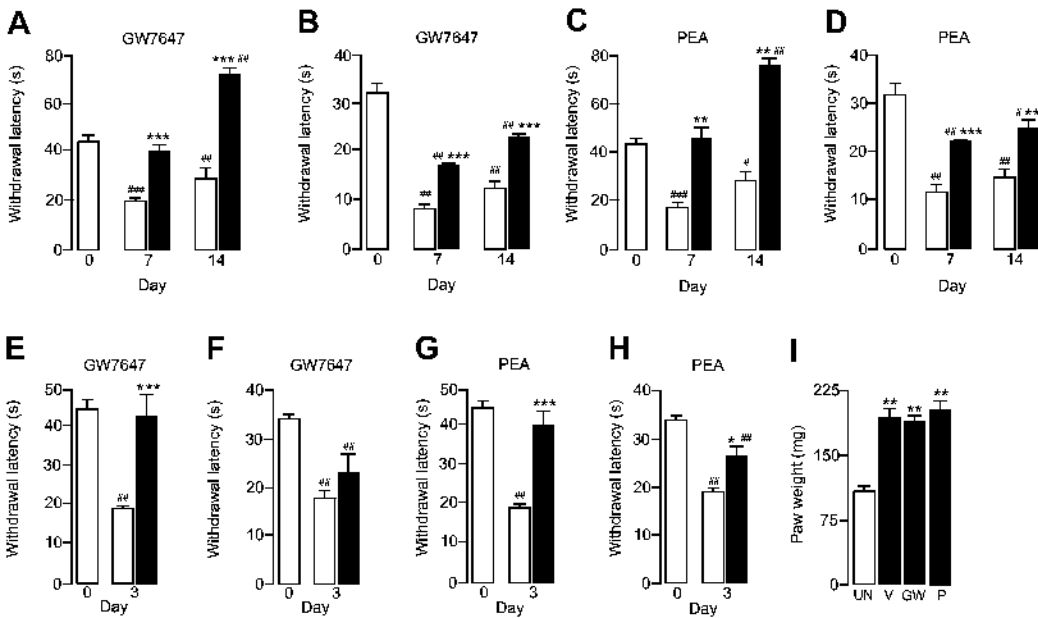 A
GW7647
Withdrawal latency (s)
80
60
40
20
0
###
***
##
*** ##
0 7 14
Day
B
GW7647
Withdrawal latency (s)
40
30
20
10
0
##
## ***
##
## ***
0 7 14
Day
C
PEA
Withdrawal latency (s)
80
60
40
20
0
###
**
#
** ##
0 7 14
Day
D
PEA
Withdrawal latency (s)
40
30
20
10
0
##
## ***
##
# **
0 7 14
Day
E
GW7647
Withdrawal latency (s)
50
40
30
20
10
0
##
***
0 3
Day
F
GW7647
Withdrawal latency (s)
40
30
20
10
0
##
##
0 3
Day
G
PEA
Withdrawal latency (s)
50
40
30
20
10
0
##
***
0 3
Day
H
PEA
Withdrawal latency (s)
40
30
20
10
0
##
* ##
0 3
Day
I
Paw weight (mg)
225
150
75
0
**
**
**
UN V GW P